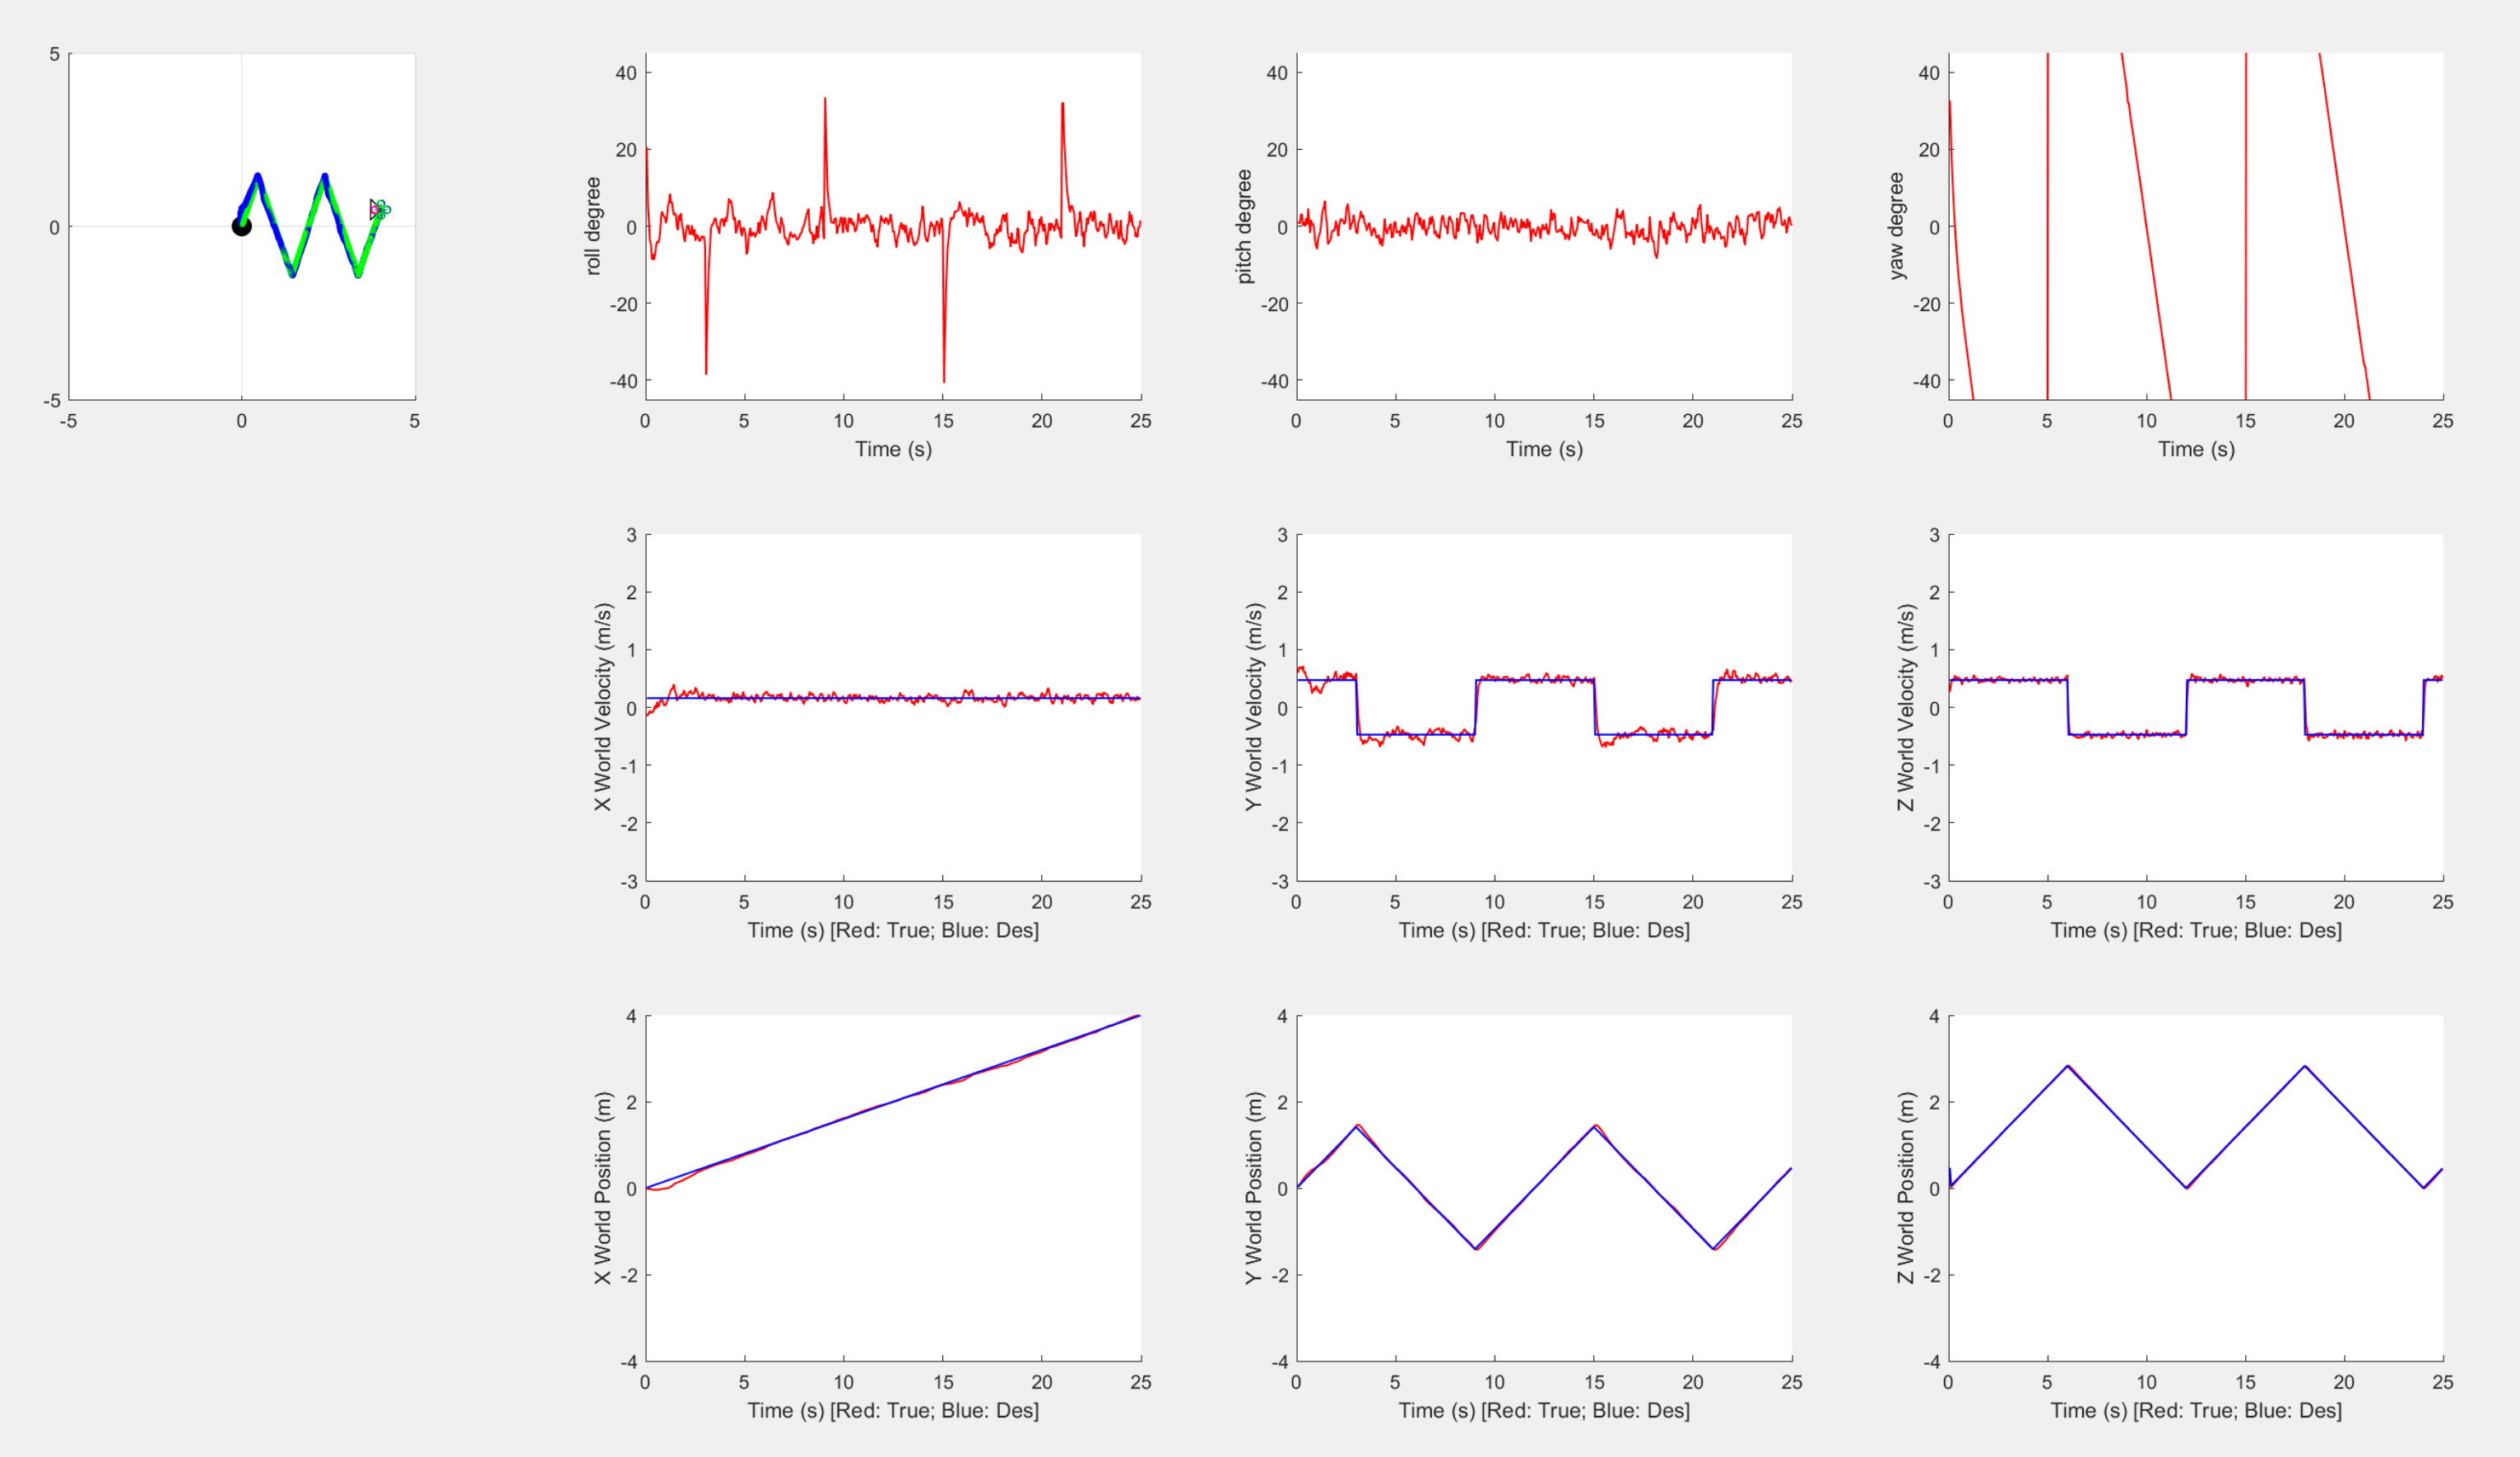 5
0
-5
-5 0 5
roll degree
40
20
0
-20
-40
0 5 10 15 20 25
Time (s)
pitch degree
40
20
0
-20
-40
0 5 10 15 20 25
Time (s)
yaw degree
40
20
0
-20
-40
0 5 10 15 20 25
Time (s)
X World Velocity (m/s)
3
2
1
0
-1
-2
-3
0 5 10 15 20 25
Time (s) [Red: True; Blue: Des]
Y World Velocity (m/s)
3
2
1
0
-1
-2
-3
0 5 10 15 20 25
Time (s) [Red: True; Blue: Des]
Z World Velocity (m/s)
3
2
1
0
-1
-2
-3
0 5 10 15 20 25
Time (s) [Red: True; Blue: Des]
X World Position (m)
4
2
0
-2
-4
0 5 10 15 20 25
Time (s) [Red: True; Blue: Des]
Y World Position (m)
4
2
0
-2
-4
0 5 10 15 20 25
Time (s) [Red: True; Blue: Des]
Z World Position (m)
4
2
0
-2
-4
0 5 10 15 20 25
Time (s) [Red: True; Blue: Des]